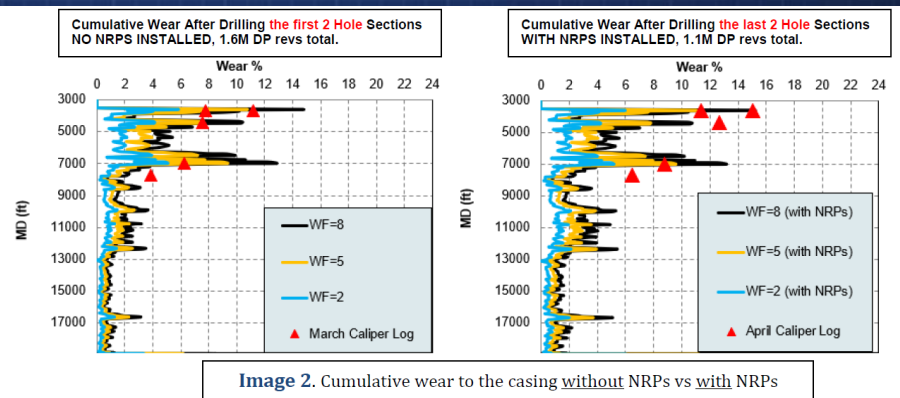 Cumulative Wear After Drilling the first 2 Hole Sections
NO NRPS INSTALLED, 1.6M DP revs total.
Wear %
0 2 4 6 8 10 12 14 16 18 20 22 24
3000
5000
7000
9000
11000
13000
15000
17000
MD (ft)
WF=8
WF=5
WF=2
March Caliper Log
Cumulative Wear After Drilling the last 2 Hole Sections
WITH NRPS INSTALLED, 1.1M DP revs total.
Wear %
0 2 4 6 8 10 12 14 16 18 20 22 24
3000
5000
7000
9000
11000
13000
15000
17000
MD (ft)
WF=8 (with NRPs)
WF=5 (with NRPs)
WF=2 (with NRPs)
April Caliper Log
Image 2. Cumulative wear to the casing without NRPs vs with NRPs